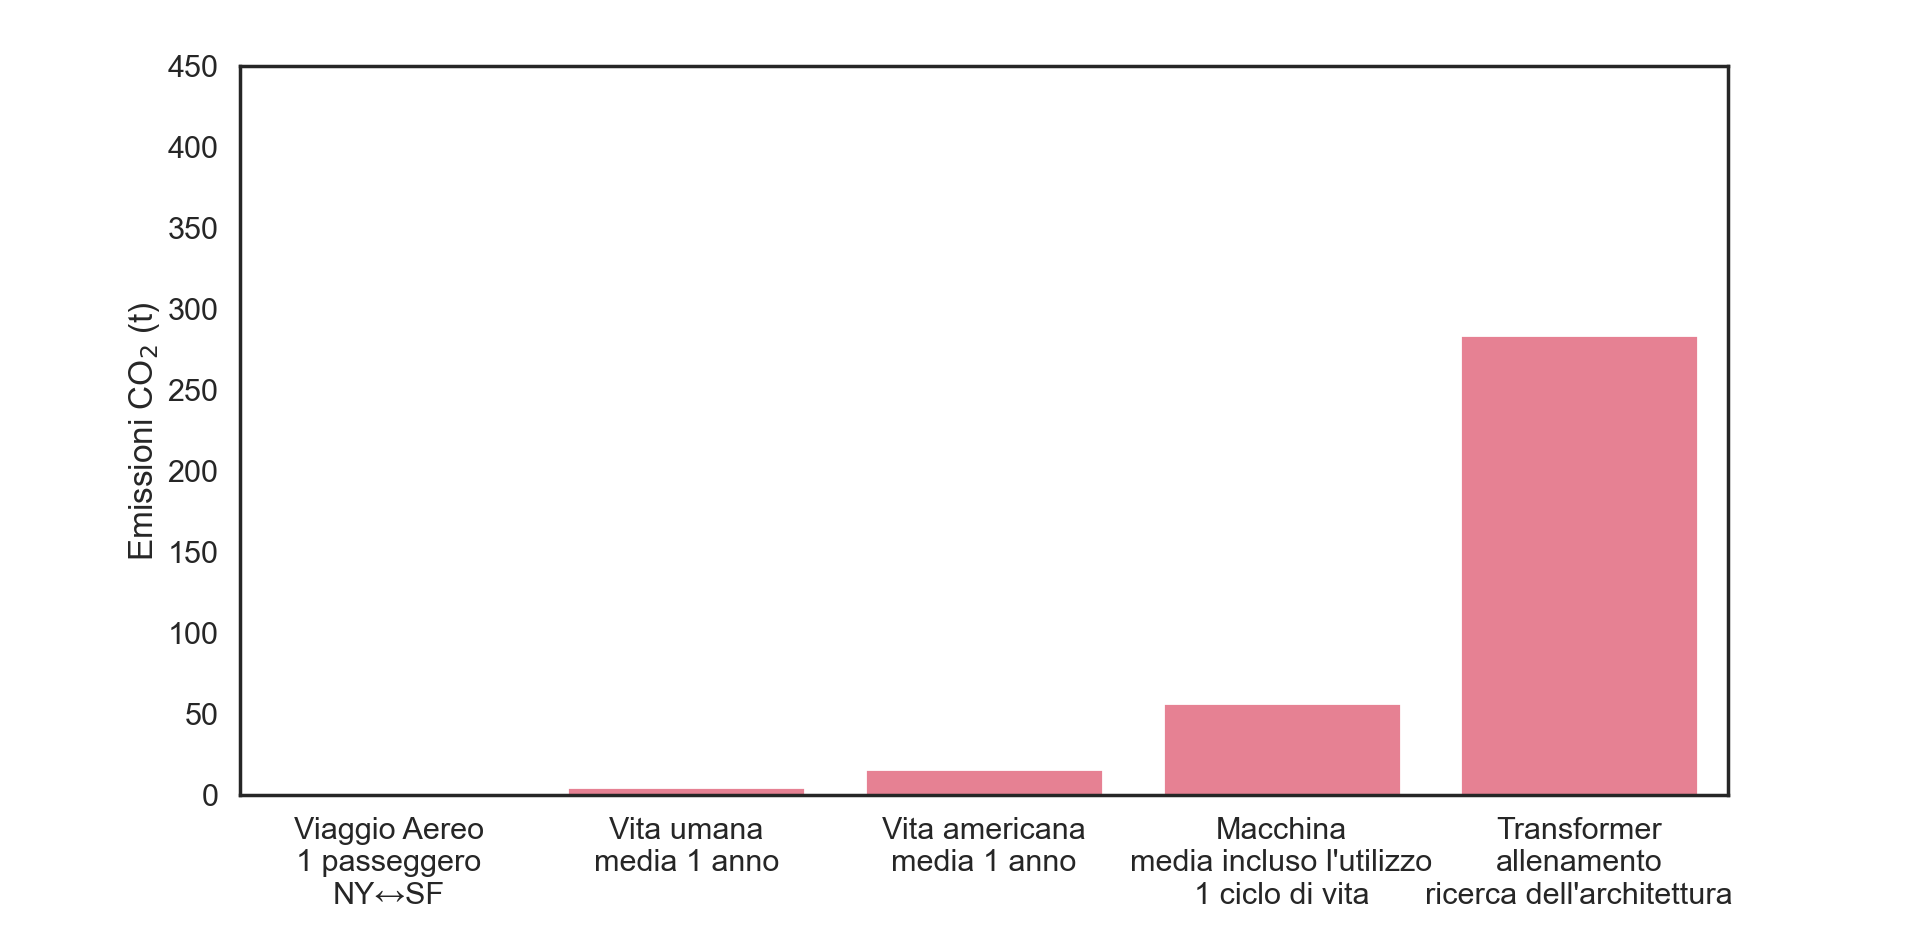 450
400
350
300
250
200
150
100
50
0
Emissioni CO₂ (t)
Viaggio Aereo
1 passeggero
NY↔SF
Vita umana
media 1 anno
Vita americana
media 1 anno
Macchina
media incluso l'utilizzo
1 ciclo di vita
Transformer
allenamento
ricerca dell'architettura